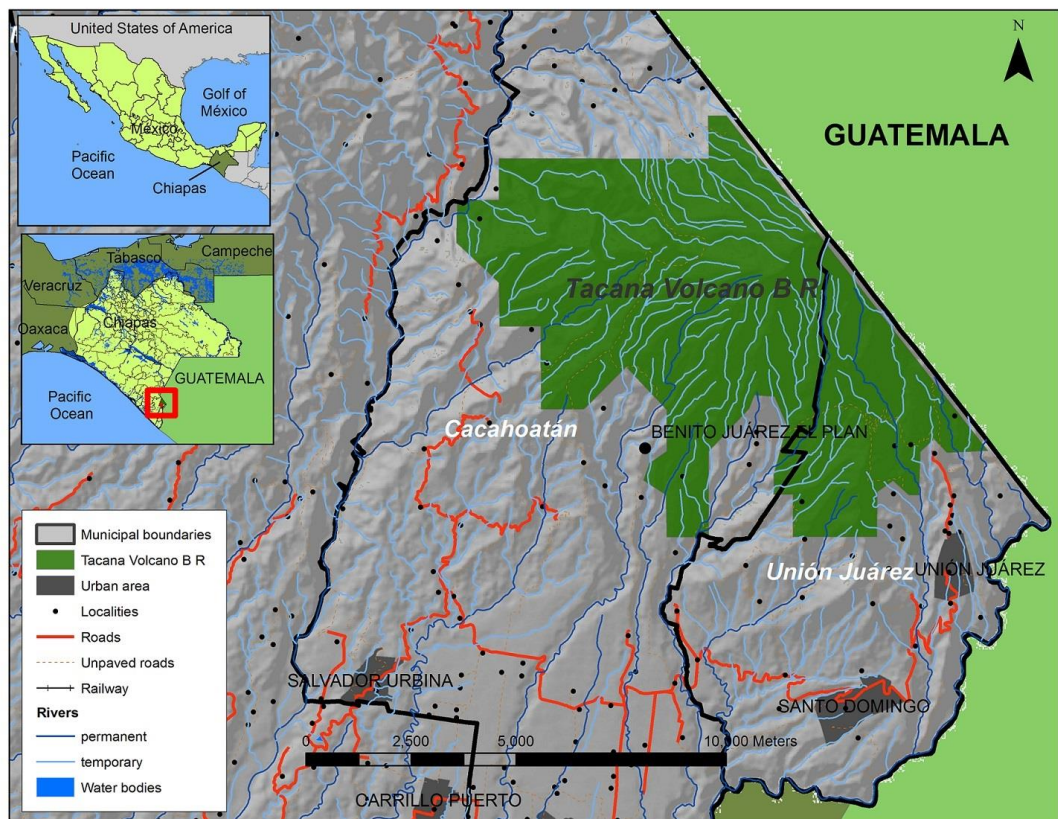 United States of America
Golf of
México
México
Pacific
Ocean
Chiapas
Tabasco
Campeche
Veracruz
Chiapas
Oaxaca
GUATEMALA
Pacific
Ocean
N
GUATEMALA
Tacana Volcano B R
Cacahoatán
BENITO JUÁREZ EL PLAN
Unión Juárez
UNIÓN JUÁREZ
SALVADOR URBINA
SANTO DOMINGO
CARRILLO PUERTO
0 2,500 5,000 10,000 Meters
Municipal boundaries
Tacana Volcano B R
Urban area
Localities
Roads
Unpaved roads
Railway
Rivers
permanent
temporary
Water bodies